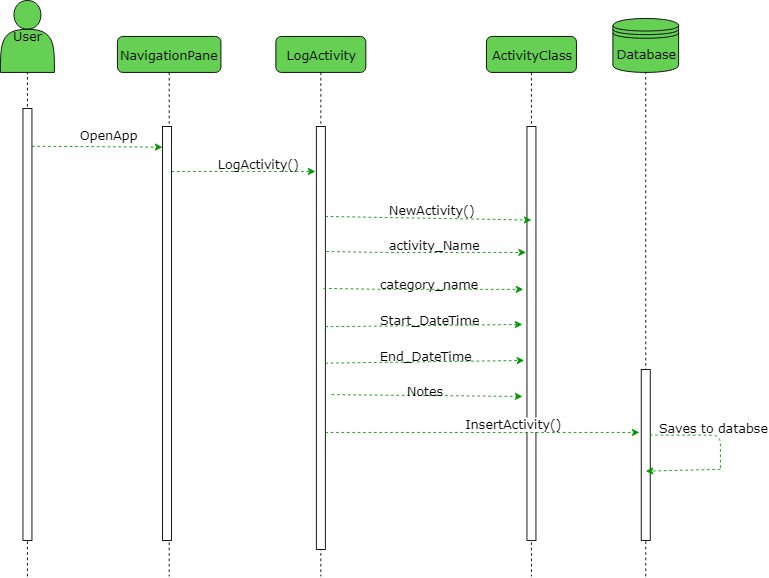 User
NavigationPane
LogActivity
ActivityClass
Database
OpenApp
LogActivity()
NewActivity()
activity_Name
category_name
Start_DateTime
End_DateTime
Notes
InsertActivity()
Saves to databse